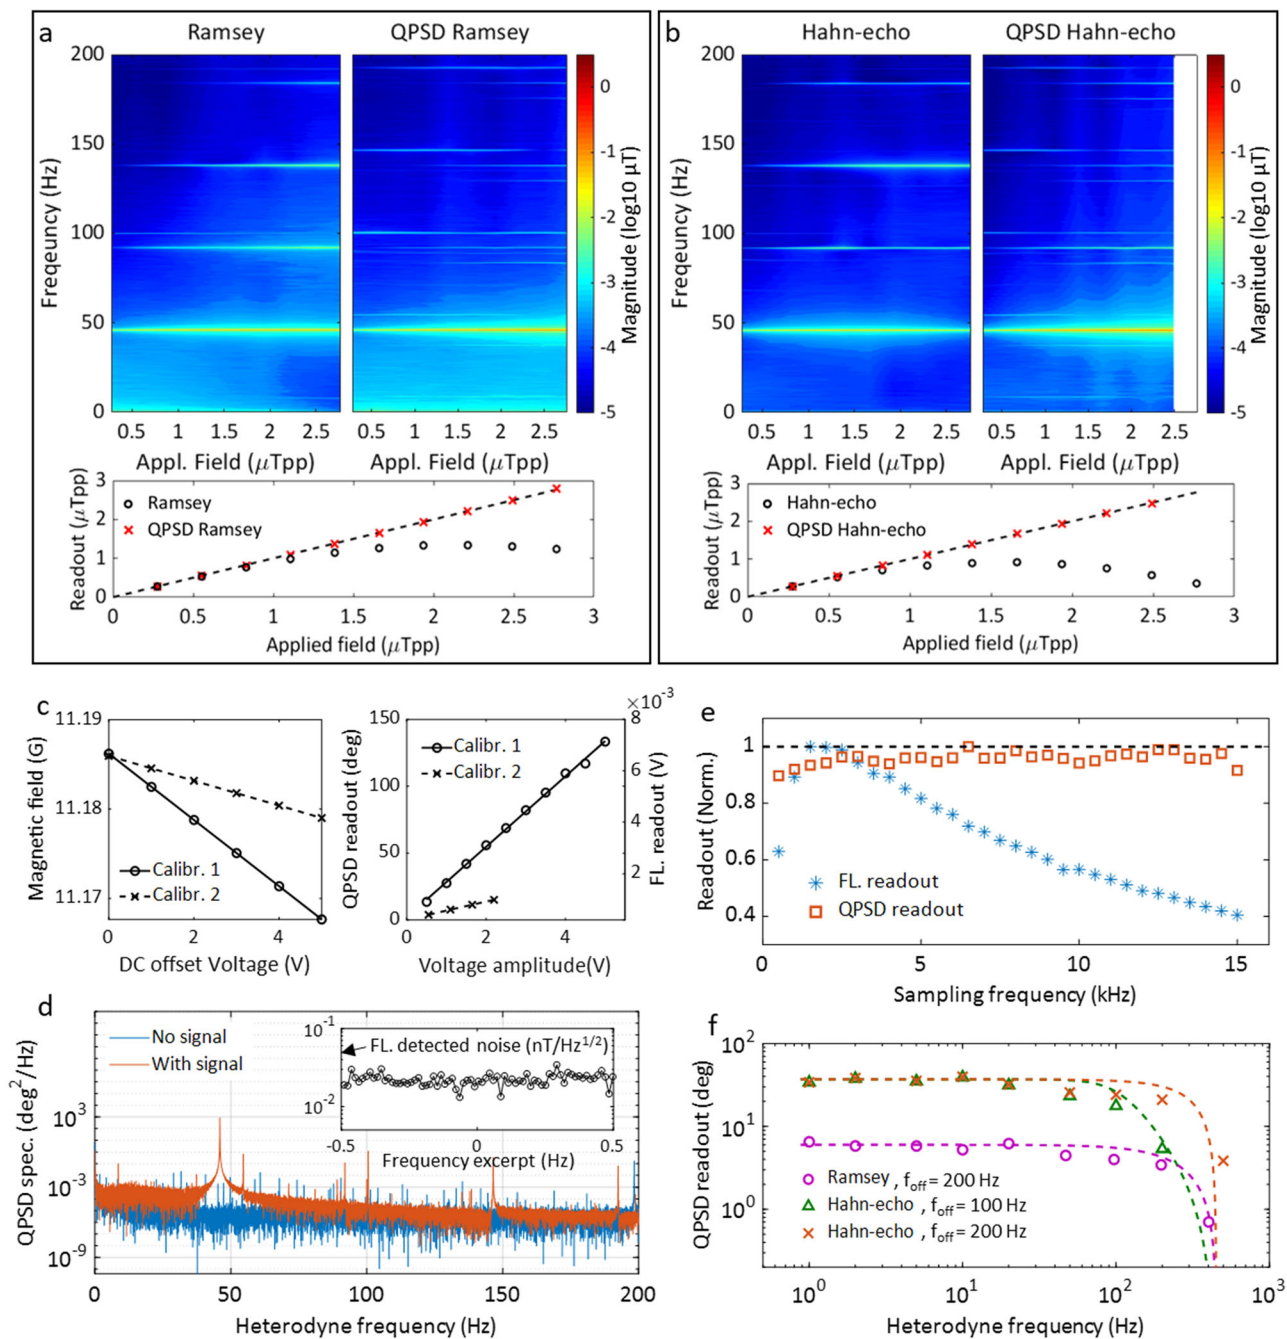 a
Ramsey
QPSD Ramsey
200
150
100
50
0
Freqeuncy (Hz)
0.5 1 1.5 2 2.5
0.5 1 1.5 2 2.5
Appl. Field (μTpp)
Appl. Field (μTpp)
0
-1
-2
-3
-4
-5
Magnitude (log10 μT)
3
2
1
0
Readout (μTpp)
Ramsey
QPSD Ramsey
0 0.5 1 1.5 2 2.5 3
Applied field (μTpp)
b
Hahn-echo
QPSD Hahn-echo
200
150
100
50
0
Freqeuncy (Hz)
0.5 1 1.5 2 2.5
0.5 1 1.5 2 2.5
Appl. Field (μTpp)
Appl. Field (μTpp)
0
-1
-2
-3
-4
-5
Magnitude (log10 μT)
3
2
1
0
Readout (μTpp)
Hahn-echo
QPSD Hahn-echo
0 0.5 1 1.5 2 2.5 3
Applied field (μTpp)
c
11.19
11.18
11.17
Magnetic field (G)
Calibr. 1
Calibr. 2
0 2 4
DC offset Voltage (V)
150
100
50
0
QPSD readout (deg)
Calibr. 1
Calibr. 2
×10⁻³
8
6
4
2
FL. readout (V)
0 2 4
Voltage amplitude(V)
e
1
0.8
0.6
0.4
Readout (Norm.)
FL. readout
QPSD readout
0 5 10 15
Sampling frequency (kHz)
d
No signal
With signal
10⁻¹
10⁻²
FL. detected noise (nT/Hz^1/2)
-0.5 0 0.5
Frequency excerpt (Hz)
10³
10⁻³
10⁻⁹
QPSD spec. (deg²/Hz)
0 50 100 150 200
Heterodyne frequency (Hz)
f
10²
10¹
10⁰
QPSD readout (deg)
Ramsey , f_off = 200 Hz
Hahn-echo , f_off = 100 Hz
Hahn-echo , f_off = 200 Hz
10⁰ 10¹ 10² 10³
Heterodyne frequency (Hz)